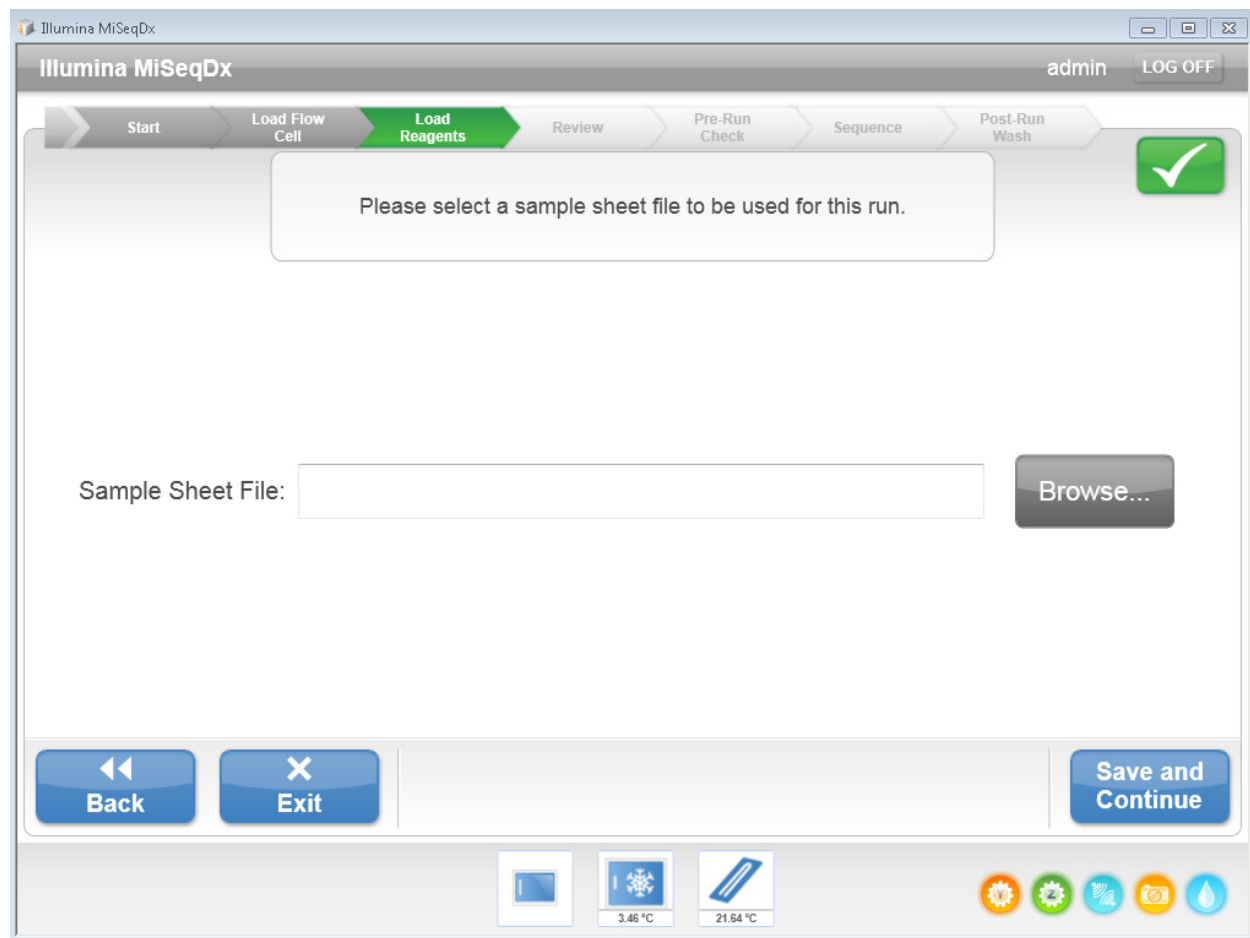 Illumina MiSeqDx
Illumina MiSeqDx
admin
LOG OFF
Start
Load Flow
Cell
Load
Reagents
Review
Pre-Run
Check
Sequence
Post-Run
Wash
Please select a sample sheet file to be used for this run.
Sample Sheet File:
Browse...
Back
Exit
Save and
Continue
3.46 °C
21.64 °C
Y
Z